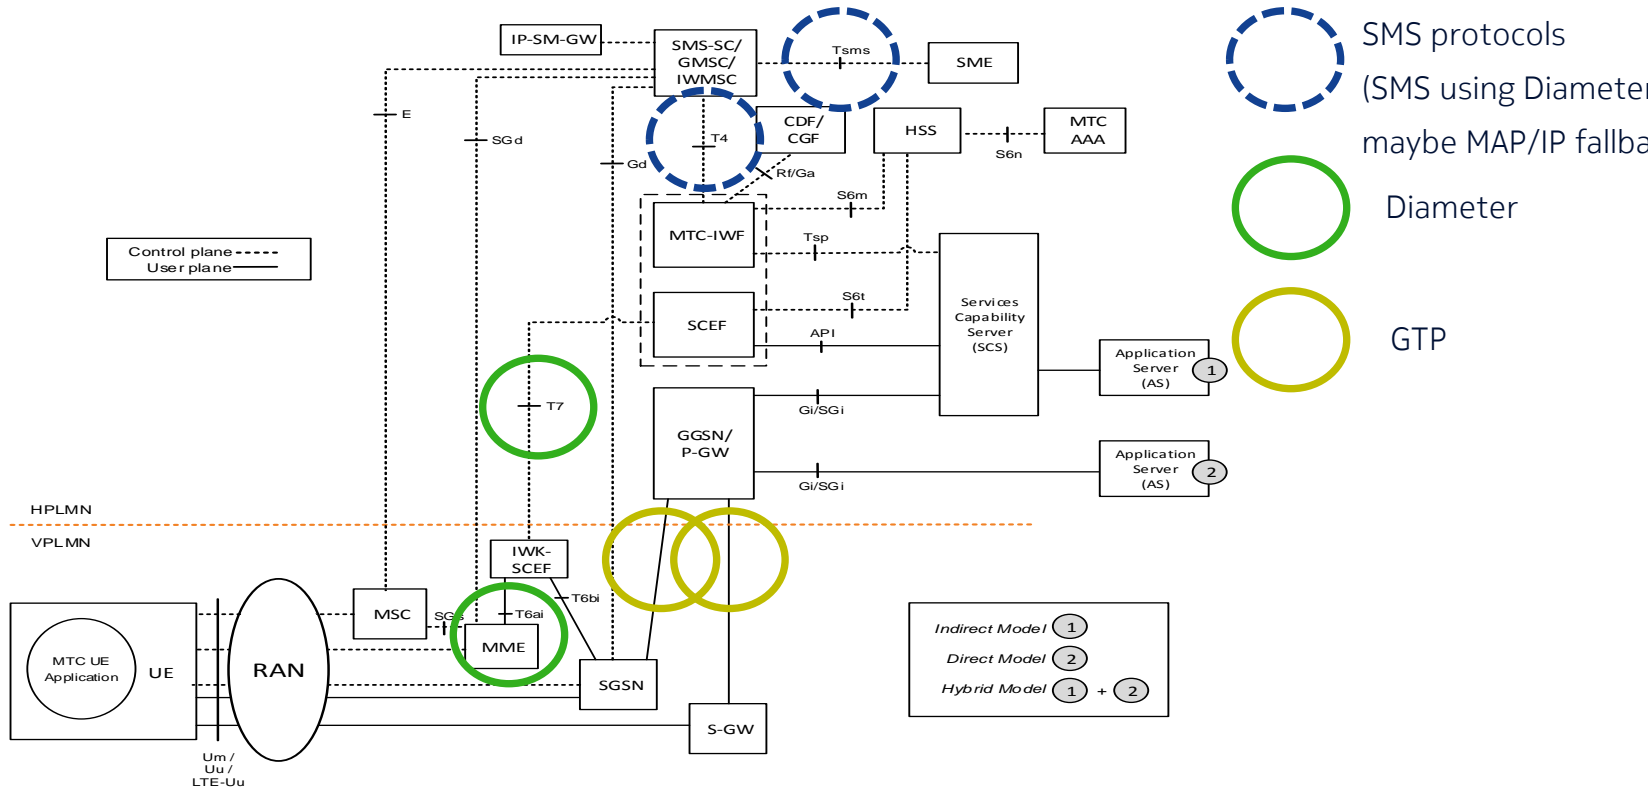 IP-SM-GW
SMS-SC/
GMSC/
IWMSC
Tsms
SME
SMS protocols
(SMS using Diameter
maybe MAP/IP fallba
E
SGd
Gd
T4
CDF/
CGF
Rf/Ga
HSS
S6n
MTC
AAA
S6m
MTC-IWF
Tsp
Diameter
Control plane
User plane
S6t
SCEF
API
Services
Capability
Server
(SCS)
GTP
Application
Server
(AS)
1
T7
Gi/SGi
GGSN/
P-GW
Gi/SGi
Application
Server
(AS)
2
HPLMN
VPLMN
IWK-
SCEF
T6ai
T6bi
MSC
SGs
MME
SGSN
S-GW
MTC UE
Application
UE
RAN
Um /
Uu /
LTE-Uu
Indirect Model 1
Direct Model 2
Hybrid Model 1 + 2